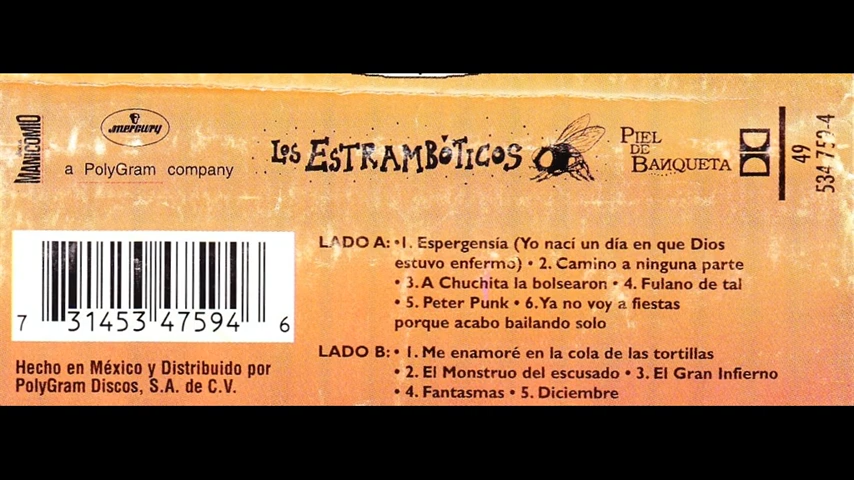 MANICOMIO
mercury
a PolyGram company
Los ESTRAMBÓTICOS
PIEL
DE
BANQUETA
49
534 759-4
LADO A: •1. Espergensía (Yo nací un día en que Dios
estuvo enfermo) • 2. Camino a ninguna parte
• 3. A Chuchita la bolsearon • 4. Fulano de tal
• 5. Peter Punk • 6. Ya no voy a fiestas
porque acabo bailando solo
LADO B: • 1. Me enamoré en la cola de las tortillas
• 2. El Monstruo del escusado • 3. El Gran Infierno
• 4. Fantasmas • 5. Diciembre
7 31453 47594 6
Hecho en México y Distribuido por
PolyGram Discos, S.A. de C.V.